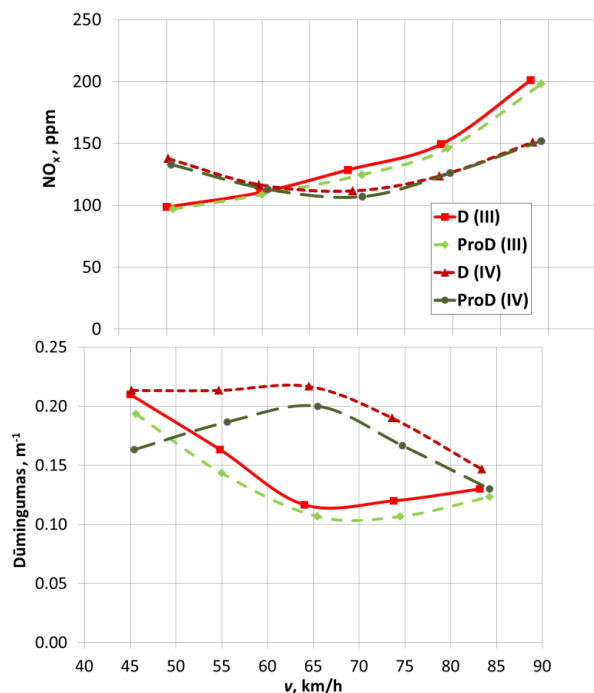 250
200
150
100
50
0
NOx, ppm
D (III)
ProD (III)
D (IV)
ProD (IV)
0.25
0.20
0.15
0.10
0.05
0.00
Dūmingumas, m-1
40 45 50 55 60 65 70 75 80 85 90
v, km/h